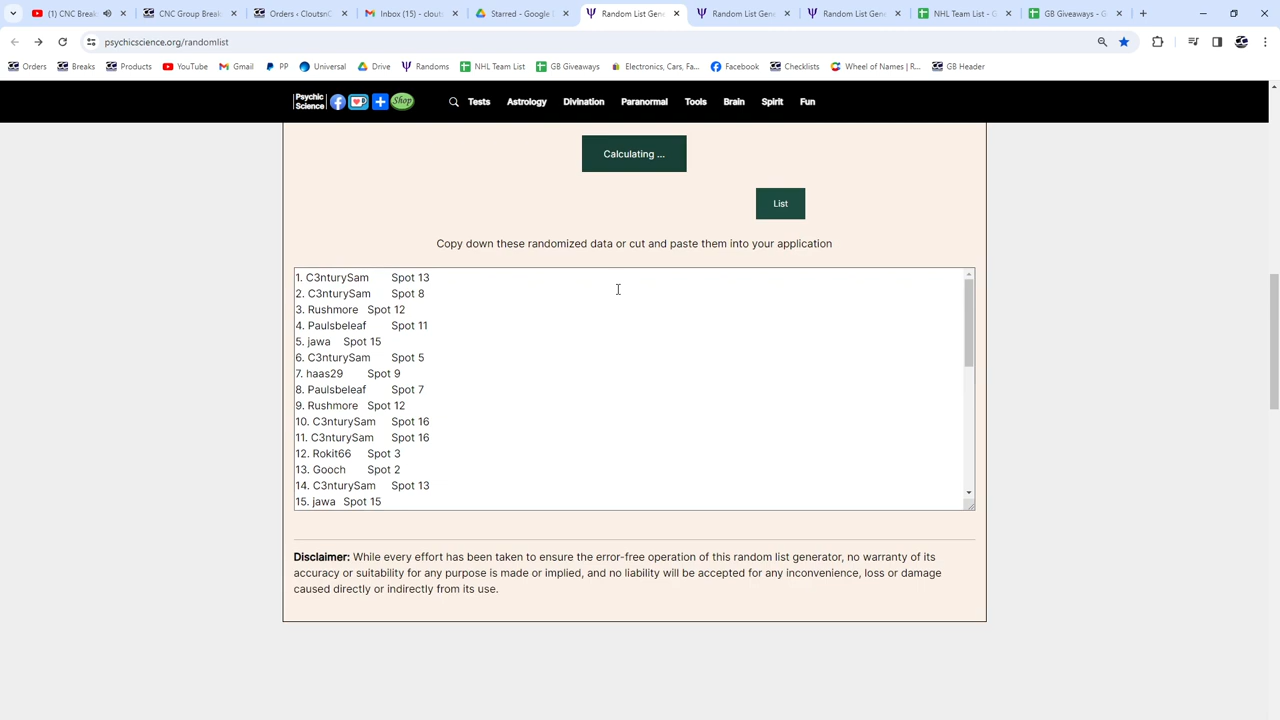 (1) CNC Break
CNC Group Break
Orders ‹ CloutsnC
Inbox (15) - clouts
Starred - Google D
Random List Gener
Random List Gener
Random List Gener
NHL Team List - G
GB Giveaways - G
psychicscience.org/randomlist
Orders
Breaks
Products
YouTube
Gmail
PP
Universal
Drive
Randoms
NHL Team List
GB Giveaways
Electronics, Cars, Fa...
Facebook
Checklists
Wheel of Names | R...
GB Header
Psychic Science
Shop
Tests
Astrology
Divination
Paranormal
Tools
Brain
Spirit
Fun
Calculating ...
List
Copy down these randomized data or cut and paste them into your application
1. C3nturySam Spot 13
2. C3nturySam Spot 8
3. Rushmore Spot 12
4. Paulsbeleaf Spot 11
5. jawa Spot 15
6. C3nturySam Spot 5
7. haas29 Spot 9
8. Paulsbeleaf Spot 7
9. Rushmore Spot 12
10. C3nturySam Spot 16
11. C3nturySam Spot 16
12. Rokit66 Spot 3
13. Gooch Spot 2
14. C3nturySam Spot 13
15. jawa Spot 15
Disclaimer: While every effort has been taken to ensure the error-free operation of this random list generator, no warranty of its
accuracy or suitability for any purpose is made or implied, and no liability will be accepted for any inconvenience, loss or damage
caused directly or indirectly from its use.